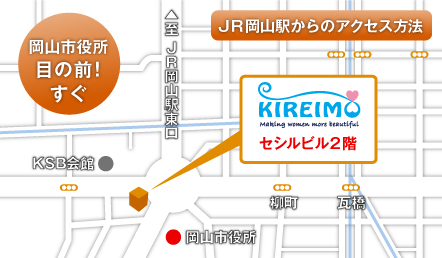 JR岡山駅からのアクセス方法
岡山市役所
目の前！
すぐ
▲至 JR岡山駅東口
KIREIMO
Making women more beautiful
セシルビル2階
KSB会館
柳町
瓦橋
岡山市役所